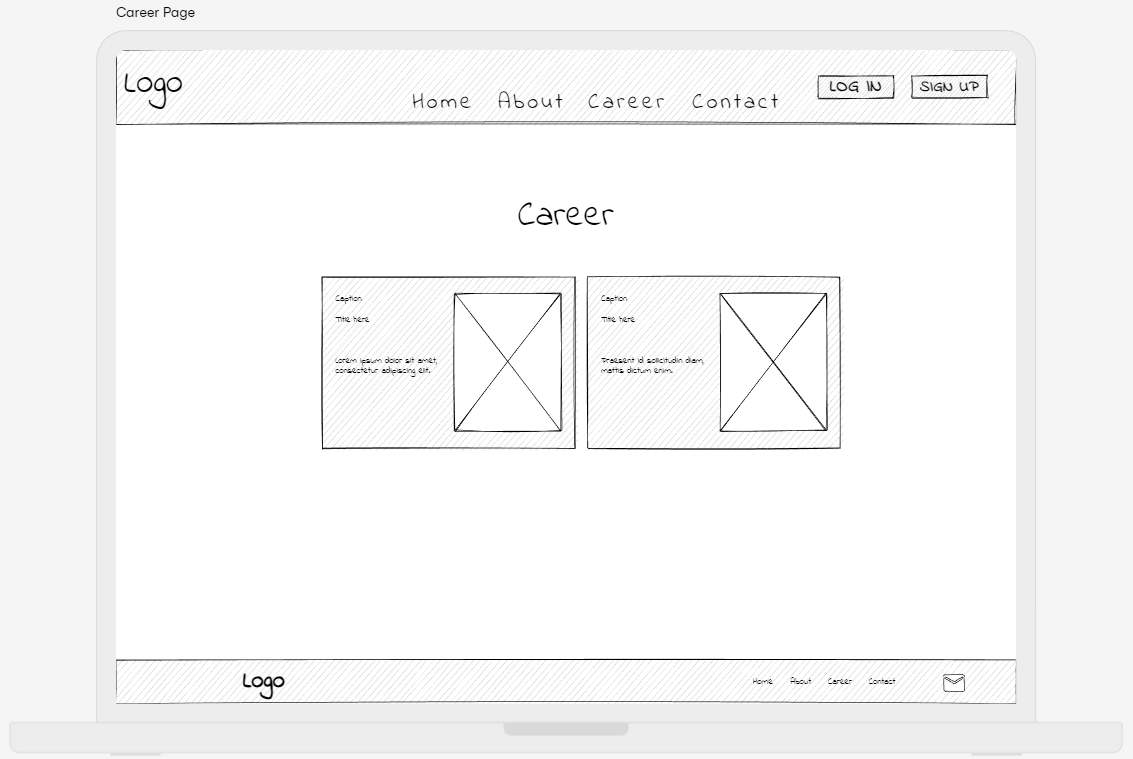 Career Page
Logo
Home About Career Contact
LOG IN SIGN UP
Career
Caption
Title here
Lorem ipsum dolor sit amet,
consectetur adipiscing elit.
Caption
Title here
Praesent id sollicitudin diam,
mattis dictum enim.
Logo
Home About Career Contact